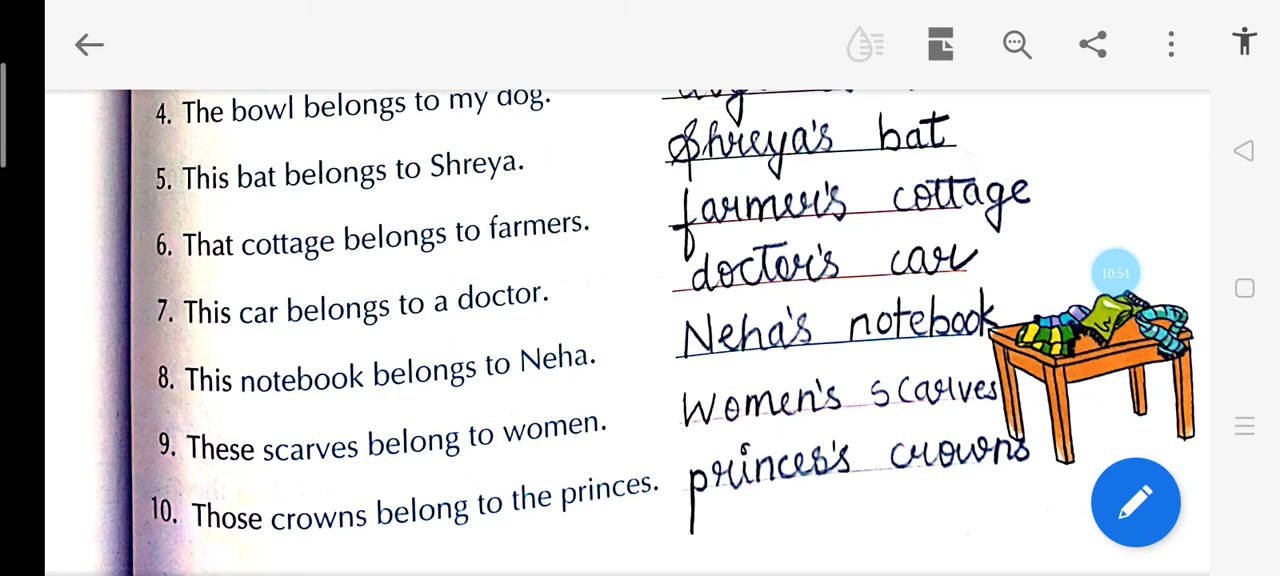 4. The bowl belongs to my dog.
5. This bat belongs to Shreya. Shreya's bat
6. That cottage belongs to farmers. farmer's cottage
7. This car belongs to a doctor. doctor's car
10:54
8. This notebook belongs to Neha. Neha's notebook
9. These scarves belong to women. Women's scarves
10. Those crowns belong to the princes. princes's crowns